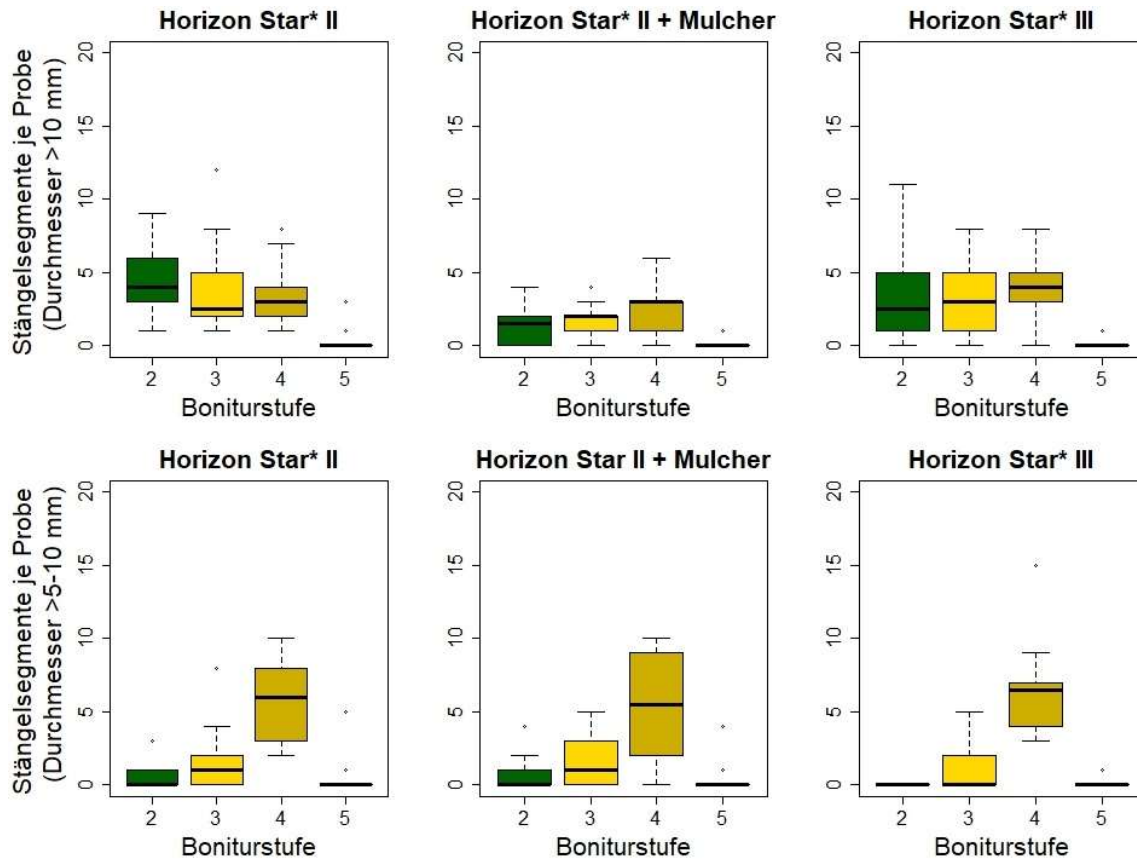 Horizon Star* II
Stängelsegmente je Probe
(Durchmesser >10 mm)
20
15
10
5
0
2 3 4 5
Boniturstufe
Horizon Star* II + Mulcher
20
15
10
5
0
2 3 4 5
Boniturstufe
Horizon Star* III
20
15
10
5
0
2 3 4 5
Boniturstufe
Horizon Star* II
Stängelsegmente je Probe
(Durchmesser >5-10 mm)
20
15
10
5
0
2 3 4 5
Boniturstufe
Horizon Star II + Mulcher
20
15
10
5
0
2 3 4 5
Boniturstufe
Horizon Star* III
20
15
10
5
0
2 3 4 5
Boniturstufe